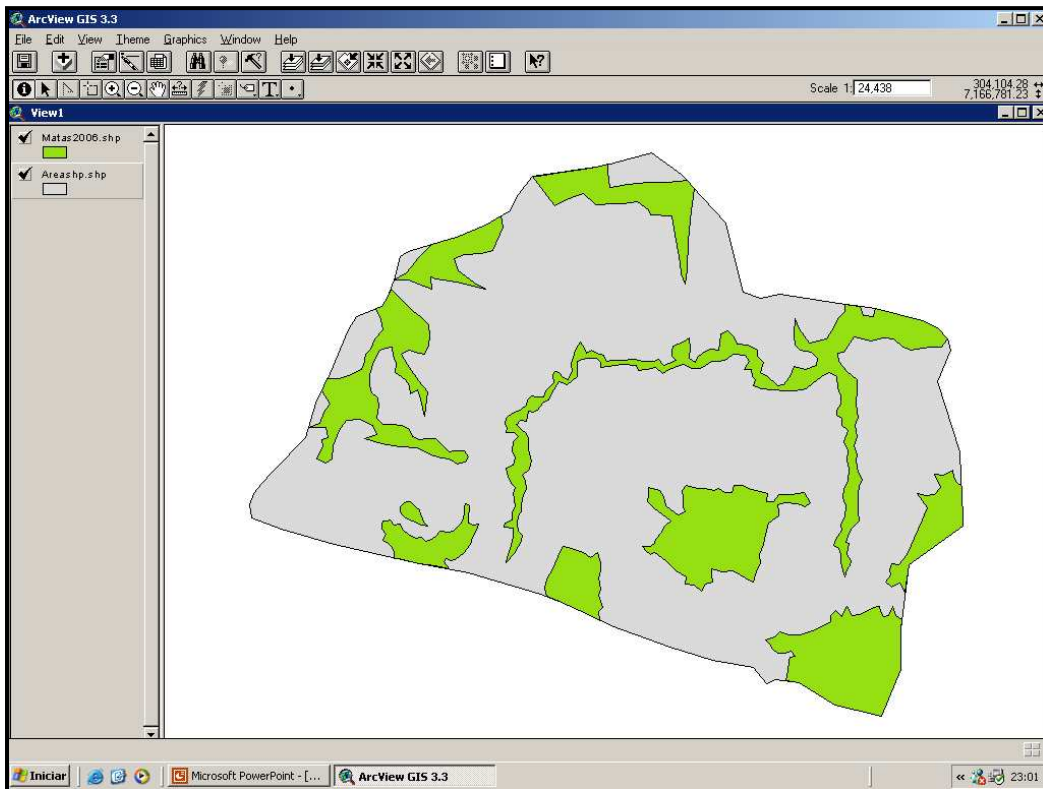 ArcView GIS 3.3
File Edit View Theme Graphics Window Help
Scale 1: 24,438
304,104.28
7,166,781.23
View1
Matas2006.shp
Areashp.shp
Iniciar
Microsoft PowerPoint - [...
ArcView GIS 3.3
« 23:01